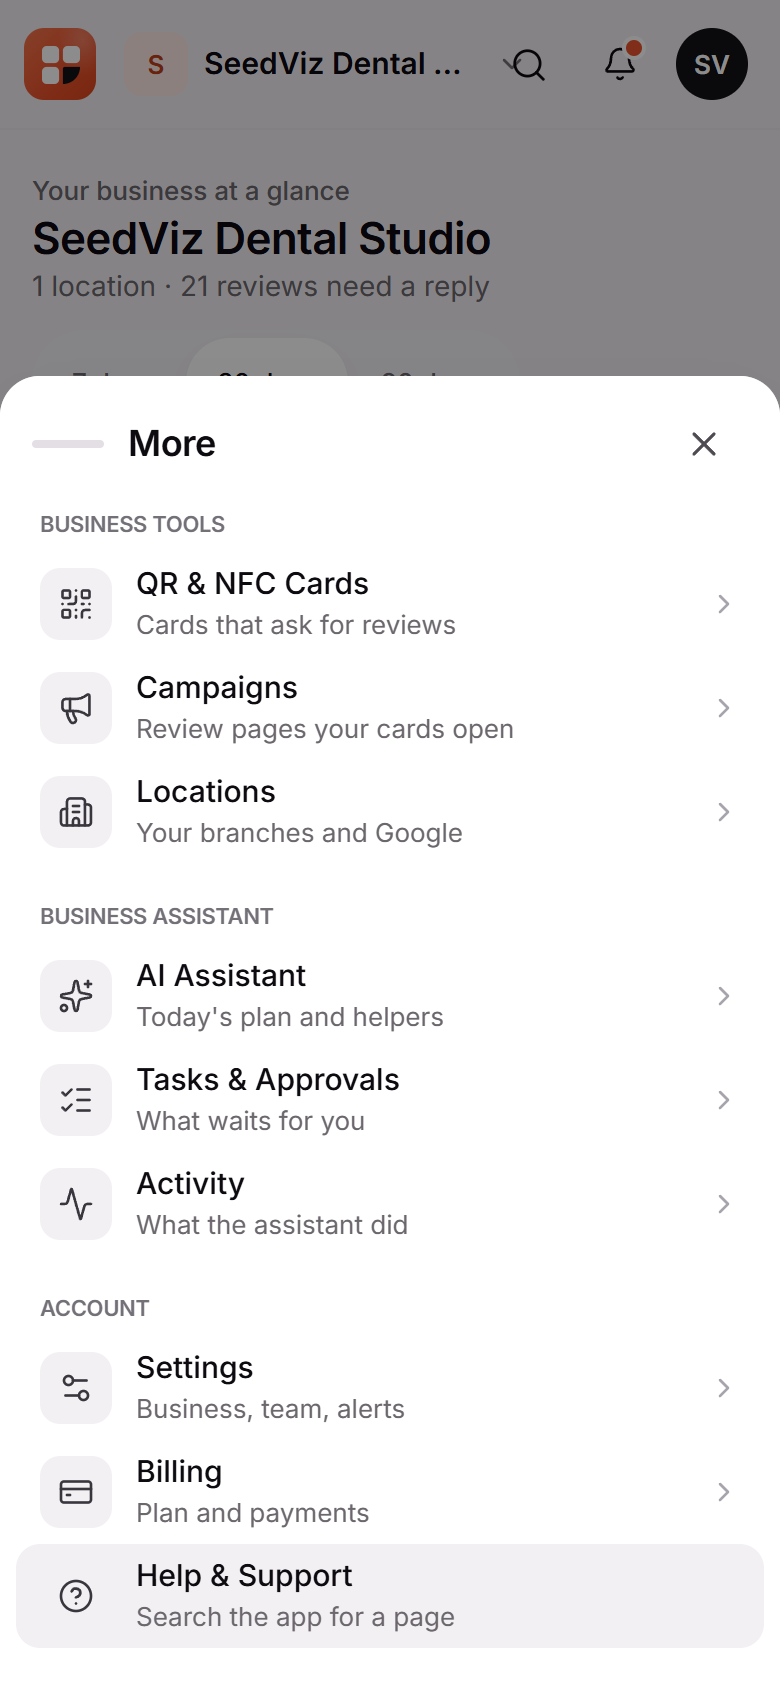 S
SeedViz Dental ...
SV
Your business at a glance
SeedViz Dental Studio
1 location · 21 reviews need a reply
More
BUSINESS TOOLS
QR & NFC Cards
Cards that ask for reviews
Campaigns
Review pages your cards open
Locations
Your branches and Google
BUSINESS ASSISTANT
AI Assistant
Today's plan and helpers
Tasks & Approvals
What waits for you
Activity
What the assistant did
ACCOUNT
Settings
Business, team, alerts
Billing
Plan and payments
Help & Support
Search the app for a page